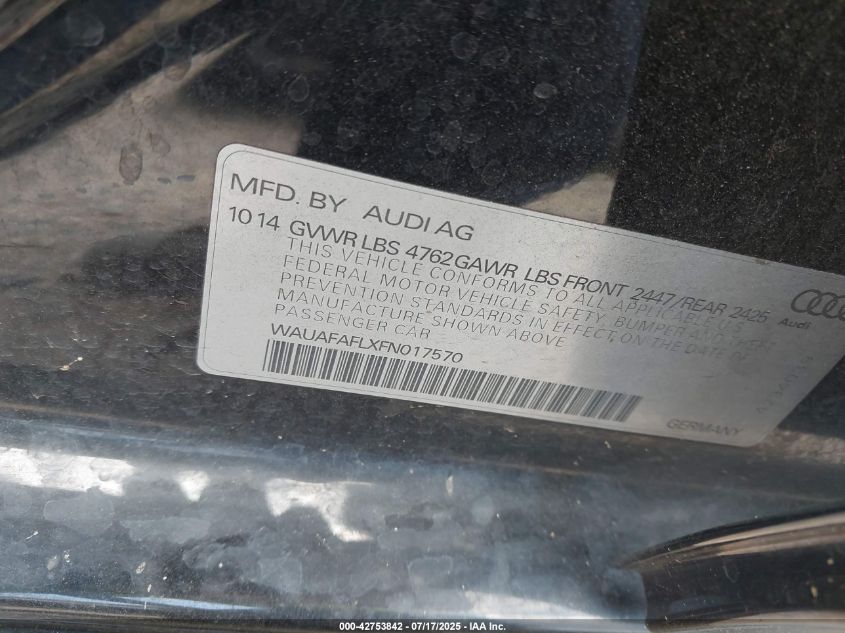 MFD. BY AUDI AG
10 14 GVWR LBS 4762 GAWR LBS FRONT 2447/REAR 2425
THIS VEHICLE CONFORMS TO ALL APPLICABLE U.S.
FEDERAL MOTOR VEHICLE SAFETY, BUMPER AND THEFT
PREVENTION STANDARDS IN EFFECT ON THE DATE OF
MANUFACTURE SHOWN ABOVE
PASSENGER CAR
WAUAFAFLXFN017570
Audi
GERMANY
000-42753842 - 07/17/2025 - IAA Inc.